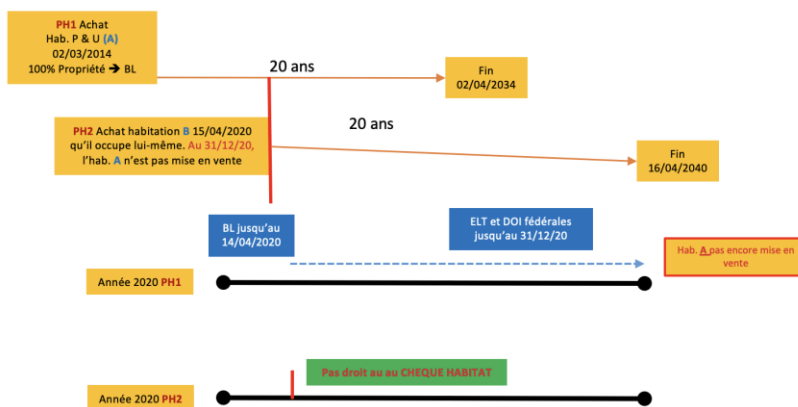 PH1 Achat
Hab. P & U (A)
02/03/2014
100% Propriété ➔ BL
20 ans
Fin
02/04/2034
PH2 Achat habitation B 15/04/2020
qu'il occupe lui-même. Au 31/12/20,
l'hab. A n'est pas mise en vente
20 ans
Fin
16/04/2040
BL jusqu'au
14/04/2020
ELT et DOI fédérales
jusqu'au 31/12/20
Hab. A pas encore mise en
vente
Année 2020 PH1
Pas droit au au CHEQUE HABITAT
Année 2020 PH2